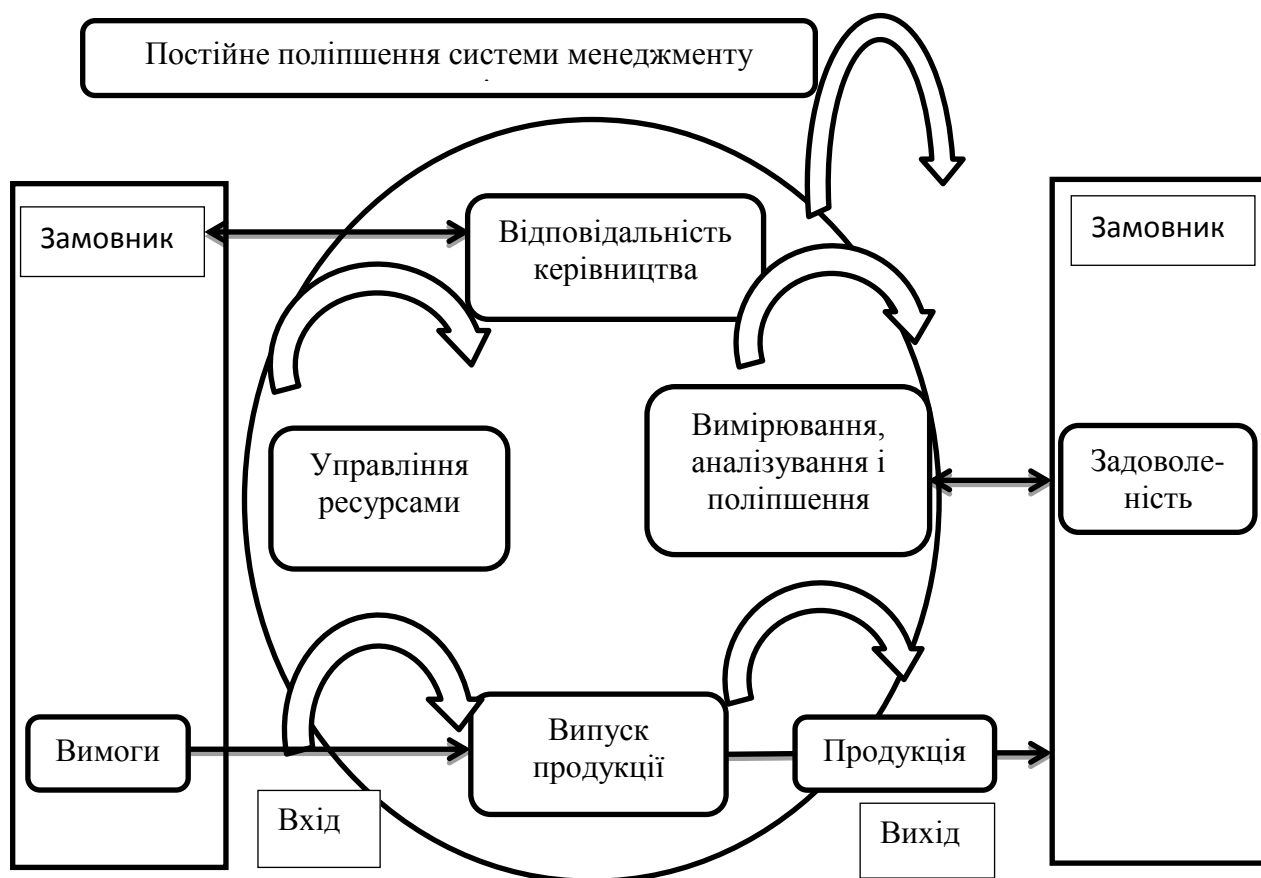 Постійне поліпшення системи менеджменту
Замовник
Відповідальність
керівництва
Замовник
Управління
ресурсами
Вимірювання,
аналізування і
поліпшення
Задоволе-
ність
Вимоги
Випуск
продукції
Продукція
Вхід
Вихід